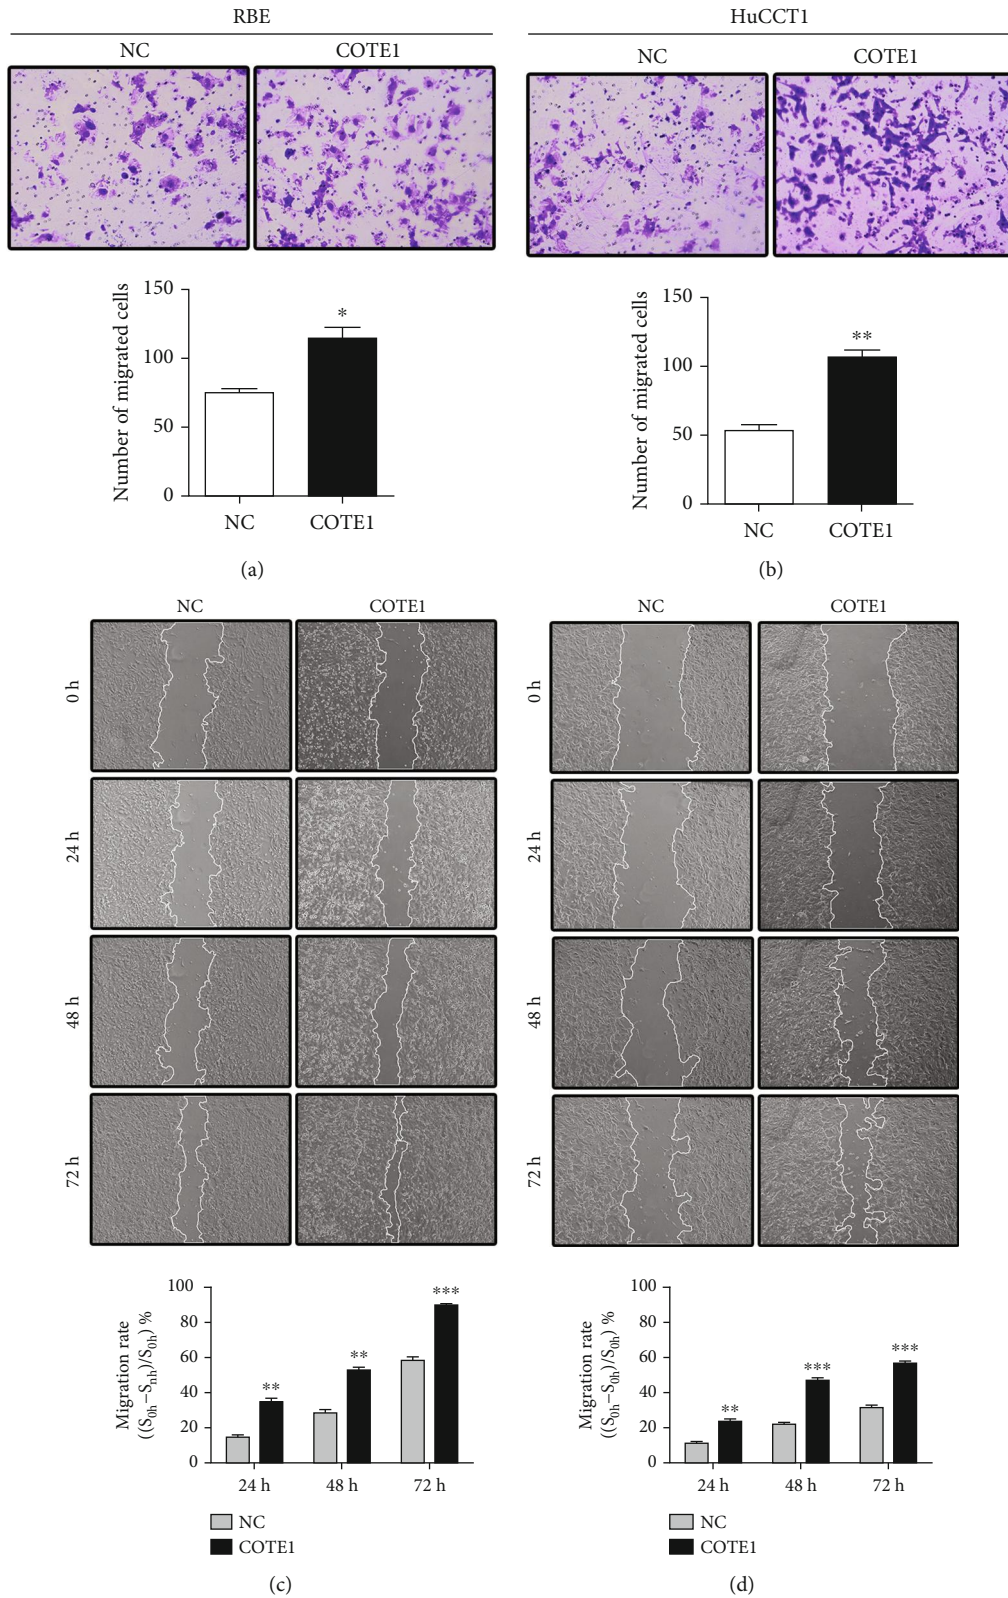 RBE
NC COTE1
Number of migrated cells
150
100
50
0
*
NC COTE1
(a)
HuCCT1
NC COTE1
Number of migrated cells
150
100
50
0
**
NC COTE1
(b)
NC COTE1
0 h
24 h
48 h
72 h
Migration rate
((S0h−Snh)/S0h) %
100
80
60
40
20
0
**
**
***
24 h 48 h 72 h
NC
COTE1
(c)
NC COTE1
0 h
24 h
48 h
72 h
Migration rate
((S0h−S0h)/S0h) %
100
80
60
40
20
0
**
***
***
24 h 48 h 72 h
NC
COTE1
(d)